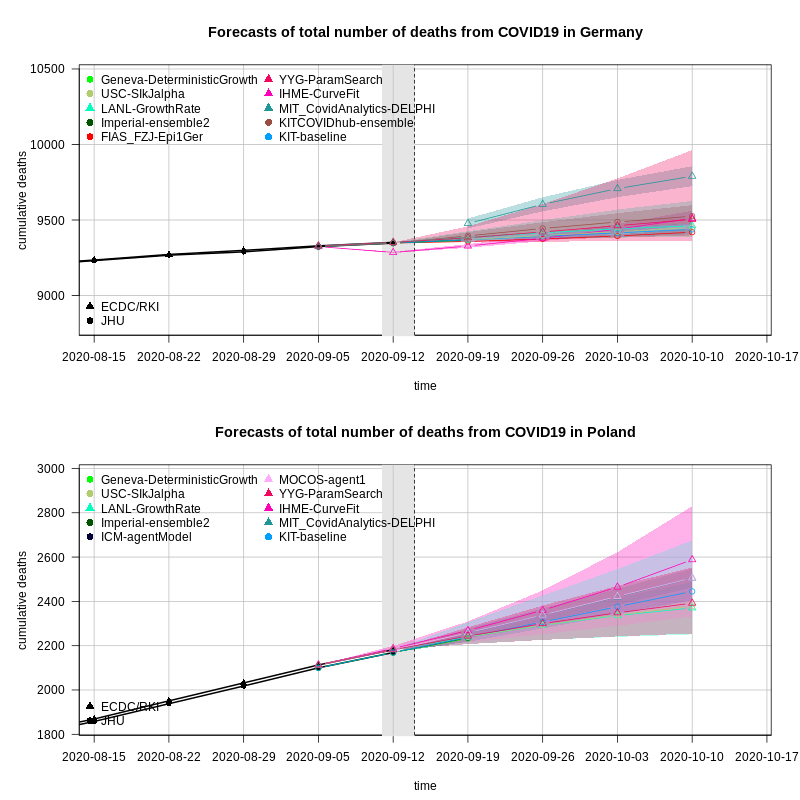 Forecasts of total number of deaths from COVID19 in Germany
cumulative deaths
10500
10000
9500
9000
Geneva-DeterministicGrowth
USC-SIkJalpha
LANL-GrowthRate
Imperial-ensemble2
FIAS_FZJ-Epi1Ger
YYG-ParamSearch
IHME-CurveFit
MIT_CovidAnalytics-DELPHI
KITCOVIDhub-ensemble
KIT-baseline
ECDC/RKI
JHU
2020-08-15 2020-08-22 2020-08-29 2020-09-05 2020-09-12 2020-09-19 2020-09-26 2020-10-03 2020-10-10 2020-10-17
time
Forecasts of total number of deaths from COVID19 in Poland
cumulative deaths
3000
2800
2600
2400
2200
2000
1800
Geneva-DeterministicGrowth
USC-SIkJalpha
LANL-GrowthRate
Imperial-ensemble2
ICM-agentModel
MOCOS-agent1
YYG-ParamSearch
IHME-CurveFit
MIT_CovidAnalytics-DELPHI
KIT-baseline
ECDC/RKI
JHU
2020-08-15 2020-08-22 2020-08-29 2020-09-05 2020-09-12 2020-09-19 2020-09-26 2020-10-03 2020-10-10 2020-10-17
time